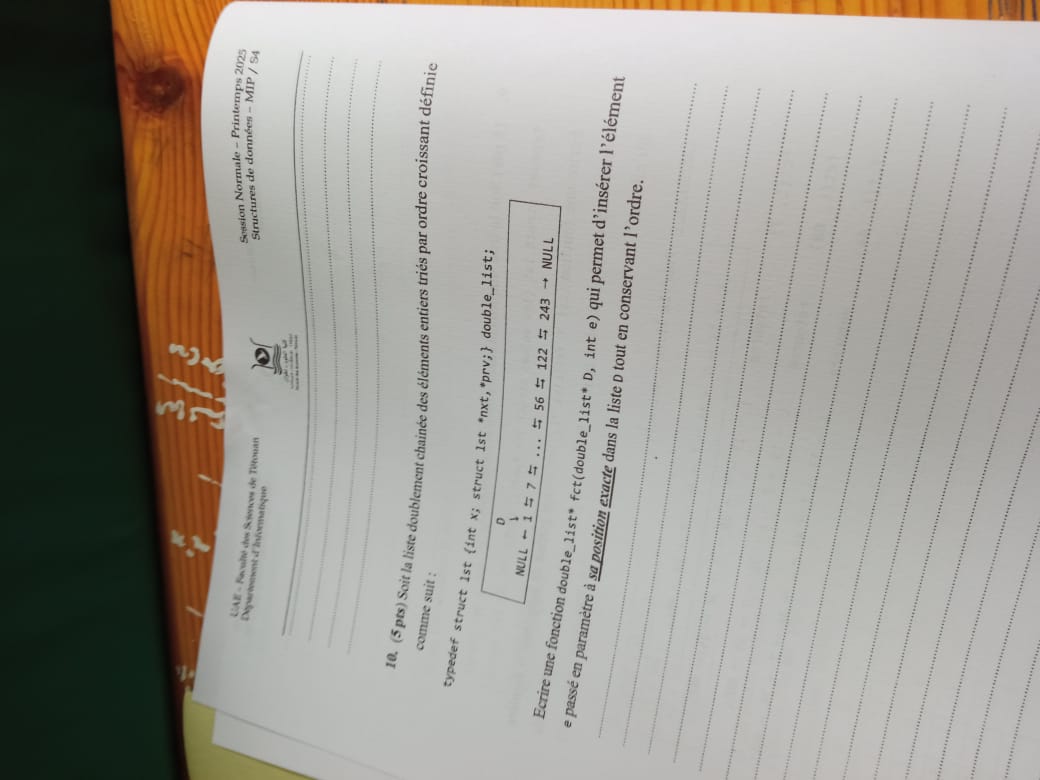 UAE – Faculté des Sciences de Tétouan
Département d'Informatique
Session Normale – Printemps 2025
Structures de données – MIP / S4
10. (5 pts) Soit la liste doublement chainée des éléments entiers triés par ordre croissant définie
comme suit :
typedef struct lst {int x; struct lst *nxt,*prv;} double_list;
D
↓
NULL ← 1 ⇆ 7 ⇆ ... ⇆ 56 ⇆ 122 ⇆ 243 → NULL
Ecrire une fonction double_list* fct(double_list* D, int e) qui permet d'insérer l'élément
e passé en paramètre à sa position exacte dans la liste D tout en conservant l'ordre.